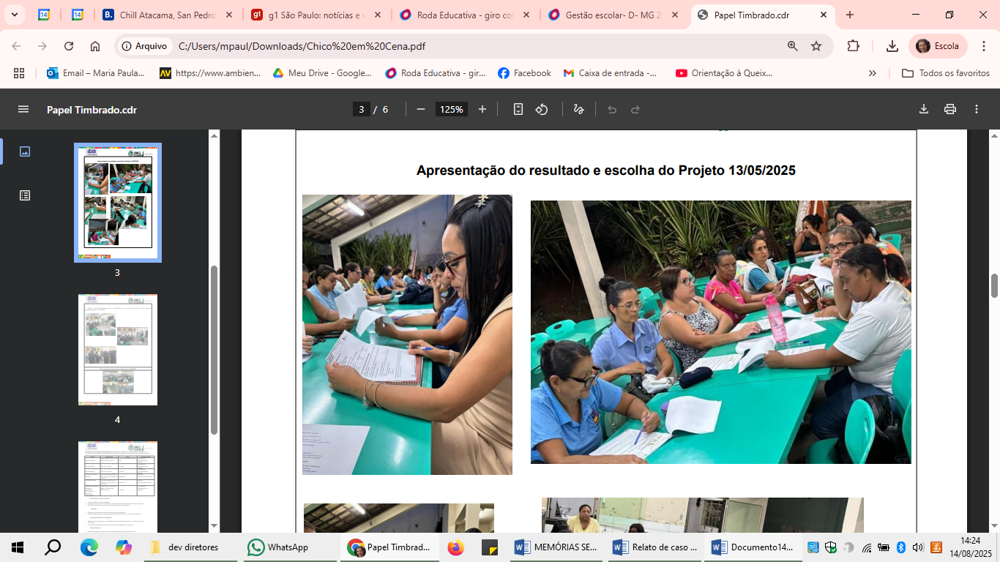 14
14
Chill Atacama, San Pedro
g1 São Paulo: notícias e v
Roda Educativa - giro col
Gestão escolar- D- MG 2
Papel Timbrado.cdr
Arquivo
C:/Users/mpaul/Downloads/Chico%20em%20Cena.pdf
Escola
Email – Maria Paula...
https://www.ambien...
Meu Drive - Google...
Roda Educativa - gir...
Facebook
Caixa de entrada -...
Orientação à Queix...
Todos os favoritos
Papel Timbrado.cdr
3 / 6
125%
3
4
Apresentação do resultado e escolha do Projeto 13/05/2025
dev diretores
WhatsApp
Papel Timbrad...
MEMÓRIAS SE...
Relato de caso ...
Documento14...
14:24
14/08/2025